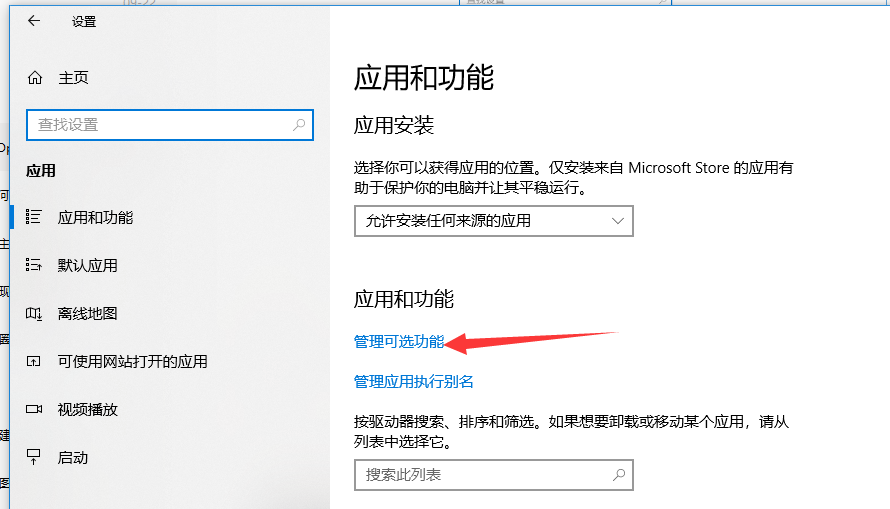 设置
主页
查找设置
应用
应用和功能
默认应用
离线地图
可使用网站打开的应用
视频播放
启动
应用和功能
应用安装
选择你可以获得应用的位置。仅安装来自 Microsoft Store 的应用有
助于保护你的电脑并让其平稳运行。
允许安装任何来源的应用
应用和功能
管理可选功能
管理应用执行别名
按驱动器搜索、排序和筛选。如果想要卸载或移动某个应用，请从
列表中选择它。
搜索此列表